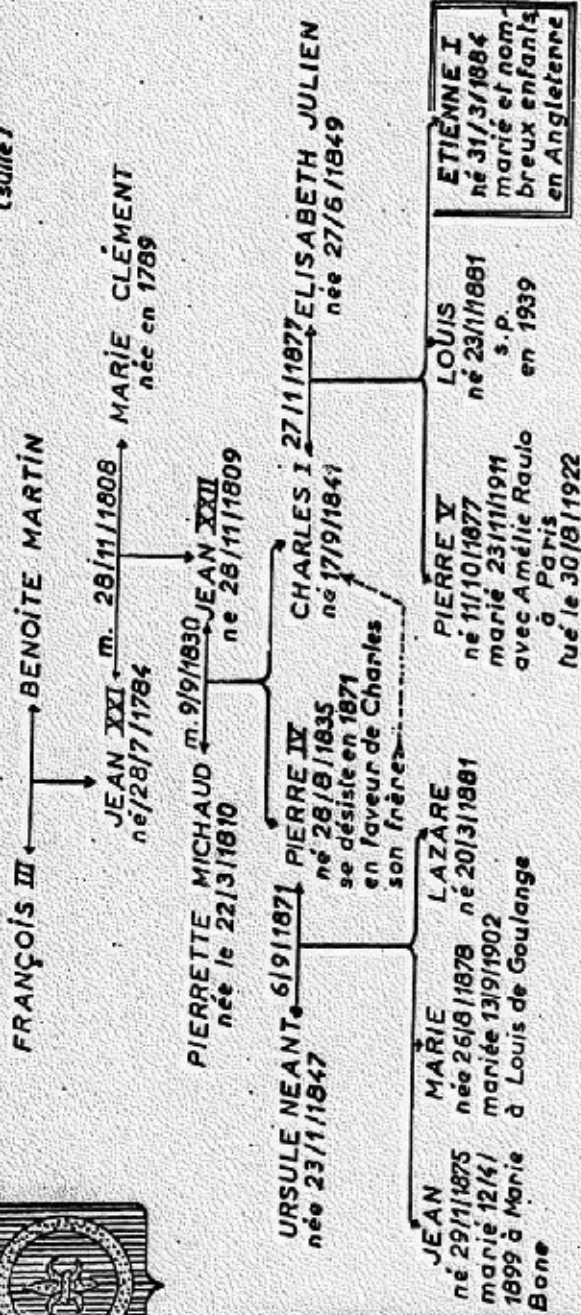 (suite)
FRANÇOIS III
BENOÎTE MARTIN
JEAN XXI
né/28/7/1784
m. 28/11/1808
MARIE CLÉMENT
née en 1789
PIERRETTE MICHAUD
née le 22/3/1810
m. 9/9/1830
JEAN XXII
né 28/11/1809
URSULE NEANT
née 23/1/1847
6/9/1871
PIERRE IV
né 28/8/1835
se désiste en 1871
en faveur de Charles
son frère
CHARLES I
né 17/9/1841
27/1/1877
ELISABETH JULIEN
née 27/6/1849
JEAN
né 29/1/1875
marié 12/4/
1899 à Marie
Bone
MARIE
née 26/8/1878
mariée 13/9/1902
à Louis de Goulange
LAZARE
né 20/3/1881
PIERRE V
né 11/10/1877
marié 23/11/1911
avec Amélie Raulo
à Paris
tué le 30/8/1922
LOUIS
né 23/1/1881
s.p.
en 1939
ETIENNE I
né 31/3/1884
marié et nom-
breux enfants
en Angleterre